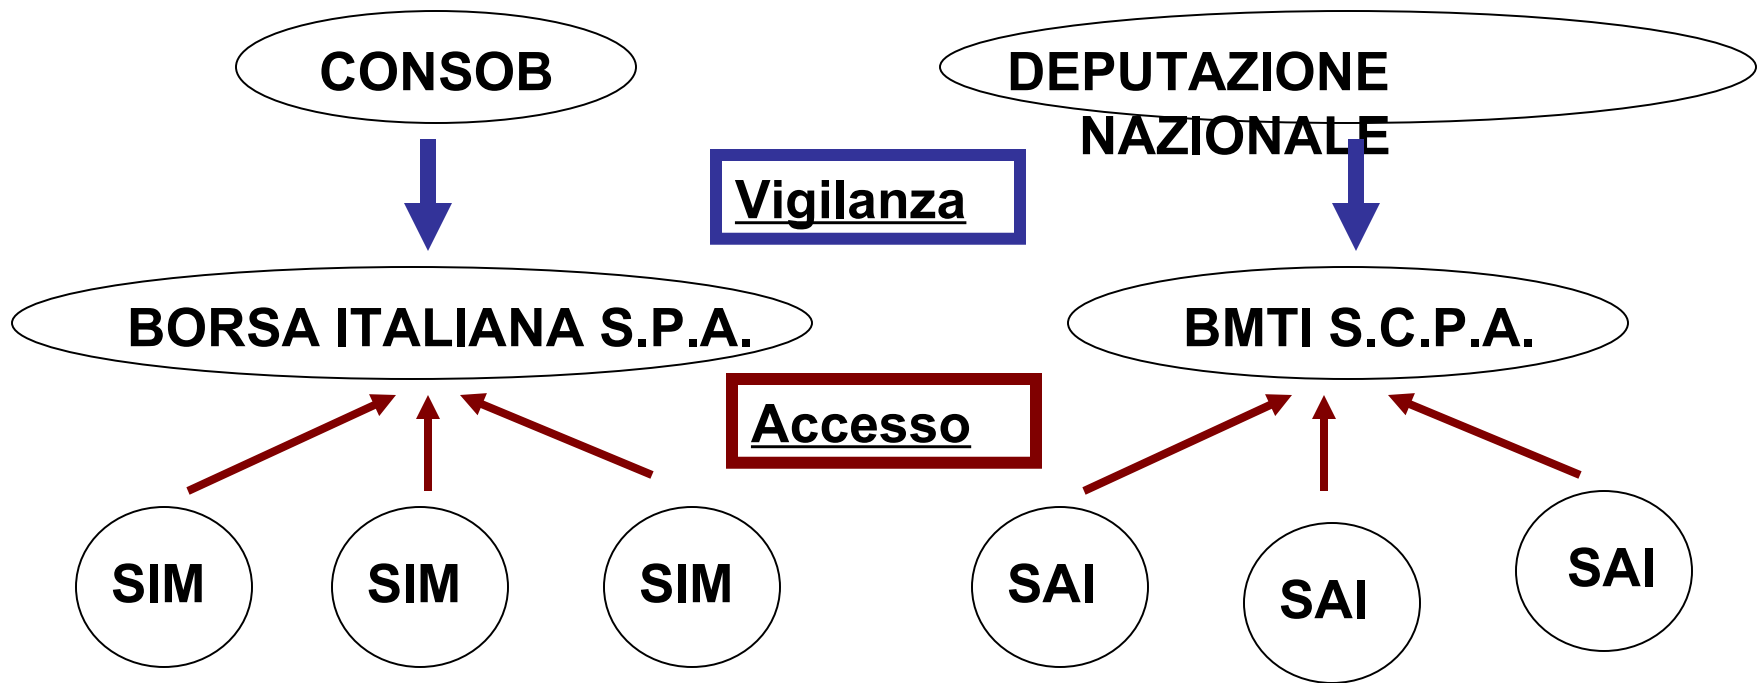 CONSOB
DEPUTAZIONE
NAZIONALE
Vigilanza
BORSA ITALIANA S.P.A.
BMTI S.C.P.A.
Accesso
SIM
SIM
SIM
SAI
SAI
SAI